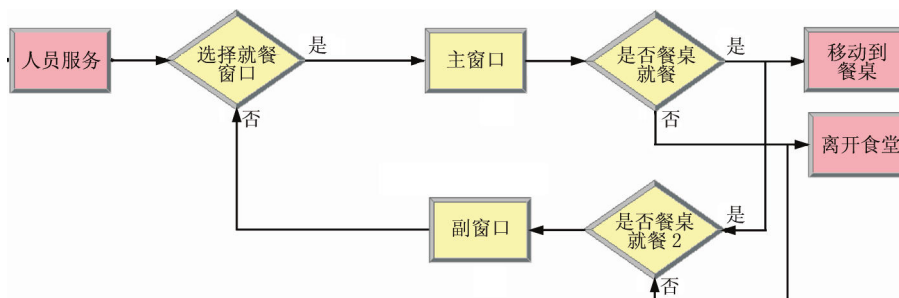 人员服务
选择就餐
窗口
是
主窗口
是否餐桌
就餐
是
移动到
餐桌
否
否
离开食堂
副窗口
是否餐桌
就餐 2
是
否